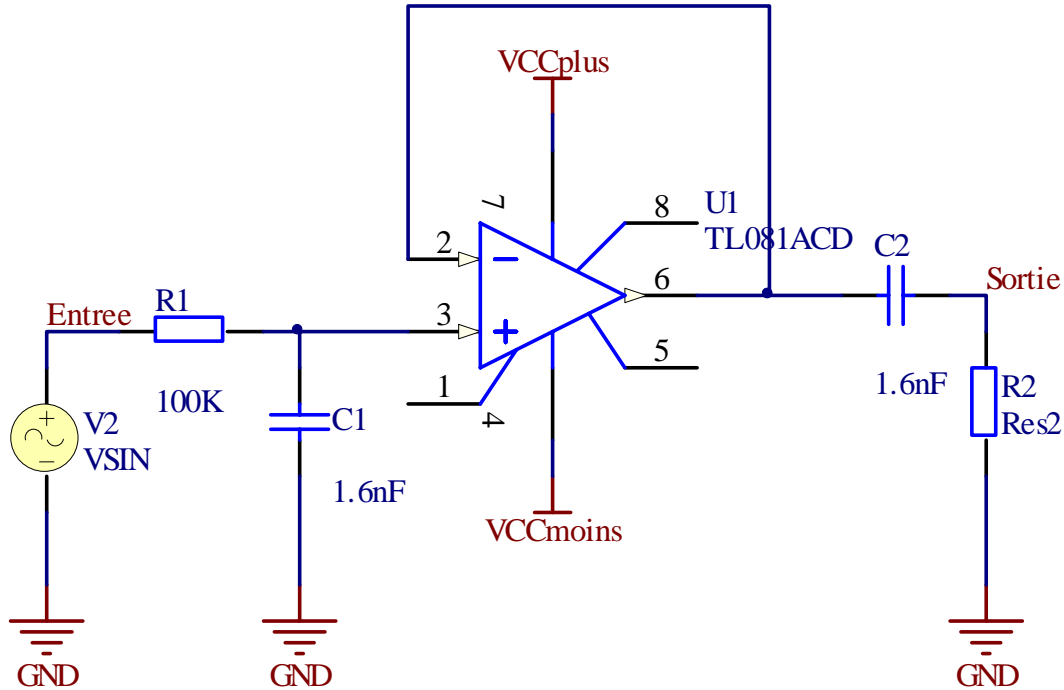 VCCplus
7
8
U1
TL081ACD
2
C2
6
Sortie
Entree
R1
3
5
1
100K
4
1.6nF
R2
Res2
C1
V2
VSIN
1.6nF
VCCmoins
GND
GND
GND